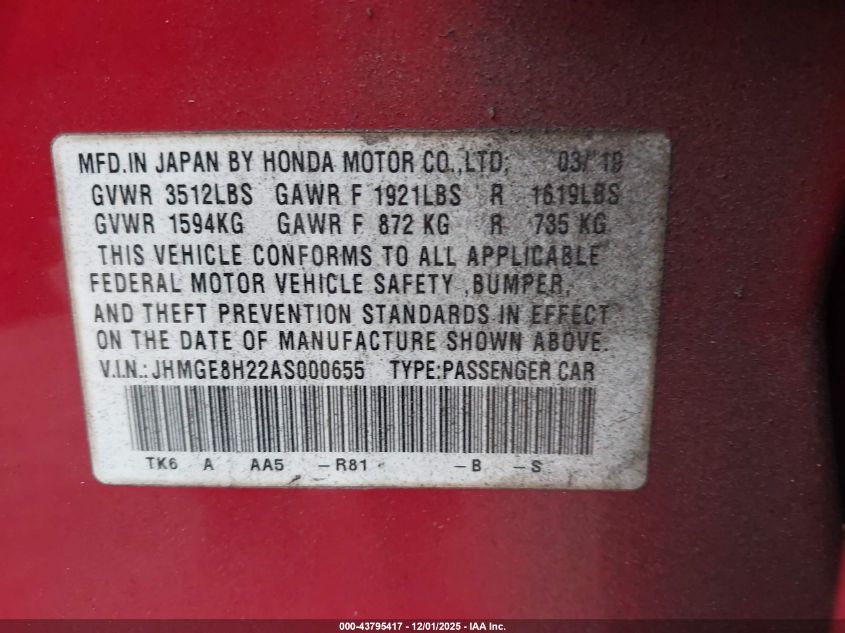 MFD.IN JAPAN BY HONDA MOTOR CO.,LTD; 03/10
GVWR 3512LBS GAWR F 1921LBS R 1619LBS
GVWR 1594KG GAWR F 872 KG R 735 KG
THIS VEHICLE CONFORMS TO ALL APPLICABLE
FEDERAL MOTOR VEHICLE SAFETY ,BUMPER,
AND THEFT PREVENTION STANDARDS IN EFFECT
ON THE DATE OF MANUFACTURE SHOWN ABOVE.
V.I.N.: JHMGE8H22AS000655 TYPE:PASSENGER CAR
TK6 A AA5 -R81 -B -S
000-43795417 - 12/01/2025 - IAA Inc.